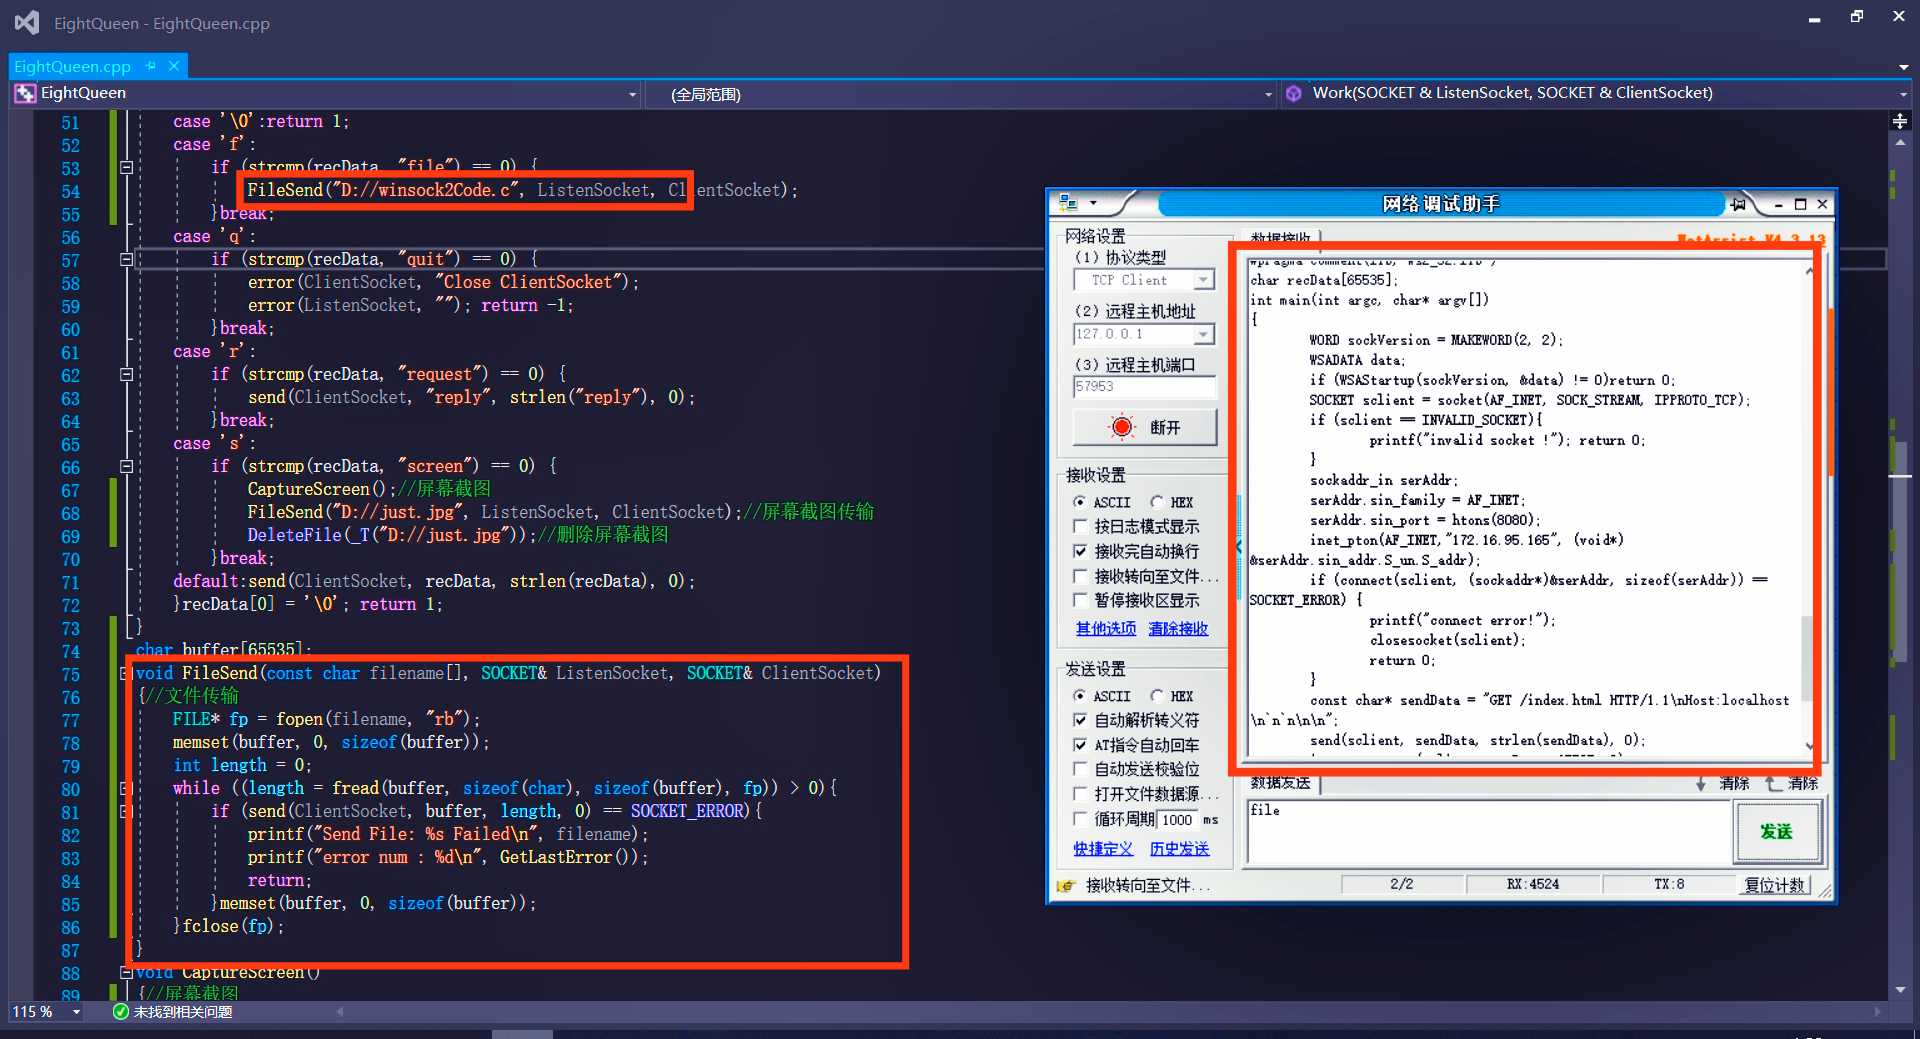 EightQueen - EightQueen.cpp
EightQueen.cpp
EightQueen
(全局范围)
Work(SOCKET & ListenSocket, SOCKET & ClientSocket)
51 case '\0':return 1;
52 case 'f':
53 if (strcmp(recData, "file") == 0) {
54 FileSend("D://winsock2Code.c", ListenSocket, ClientSocket);
55 }break;
56 case 'q':
57 if (strcmp(recData, "quit") == 0) {
58 error(ClientSocket, "Close ClientSocket");
59 error(ListenSocket, ""); return -1;
60 }break;
61 case 'r':
62 if (strcmp(recData, "request") == 0) {
63 send(ClientSocket, "reply", strlen("reply"), 0);
64 }break;
65 case 's':
66 if (strcmp(recData, "screen") == 0) {
67 CaptureScreen();//屏幕截图
68 FileSend("D://just.jpg", ListenSocket, ClientSocket);//屏幕截图传输
69 DeleteFile(_T("D://just.jpg"));//删除屏幕截图
70 }break;
71 default:send(ClientSocket, recData, strlen(recData), 0);
72 }recData[0] = '\0'; return 1;
73 }
74 char buffer[65535];
75 void FileSend(const char filename[], SOCKET& ListenSocket, SOCKET& ClientSocket)
76 {//文件传输
77 FILE* fp = fopen(filename, "rb");
78 memset(buffer, 0, sizeof(buffer));
79 int length = 0;
80 while ((length = fread(buffer, sizeof(char), sizeof(buffer), fp)) > 0){
81 if (send(ClientSocket, buffer, length, 0) == SOCKET_ERROR){
82 printf("Send File: %s Failed\n", filename);
83 printf("error num : %d\n", GetLastError());
84 return;
85 }memset(buffer, 0, sizeof(buffer));
86 }fclose(fp);
87 }
88 void CaptureScreen()
89 {//屏幕截图
115 %
未找到相关问题
网络调试助手
网络设置
(1) 协议类型
TCP Client
(2) 远程主机地址
127.0.0.1
(3) 远程主机端口
57953
断开
接收设置
ASCII HEX
按日志模式显示
接收完自动换行
接收转向至文件...
暂停接收区显示
其他选项 清除接收
发送设置
ASCII HEX
自动解析转义符
AT指令自动回车
自动发送校验位
打开文件数据源...
循环周期 1000 ms
快捷定义 历史发送
数据接收
NetAssist V4.3.13
#pragma comment(lib, "ws2_32.lib")
char recData[65535];
int main(int argc, char* argv[])
{
WORD sockVersion = MAKEWORD(2, 2);
WSADATA data;
if (WSAStartup(sockVersion, &data) != 0)return 0;
SOCKET sclient = socket(AF_INET, SOCK_STREAM, IPPROTO_TCP);
if (sclient == INVALID_SOCKET){
printf("invalid socket !"); return 0;
}
sockaddr_in serAddr;
serAddr.sin_family = AF_INET;
serAddr.sin_port = htons(8080);
inet_pton(AF_INET,"172.16.95.165", (void*)
&serAddr.sin_addr.S_un.S_addr);
if (connect(sclient, (sockaddr*)&serAddr, sizeof(serAddr)) ==
SOCKET_ERROR) {
printf("connect error!");
closesocket(sclient);
return 0;
}
const char* sendData = "GET /index.html HTTP/1.1\nHost:localhost
\n`n`n\n\n";
send(sclient, sendData, strlen(sendData), 0);
数据发送
清除 清除
file
发送
接收转向至文件...
2/2
RX:4524
TX:8
复位计数